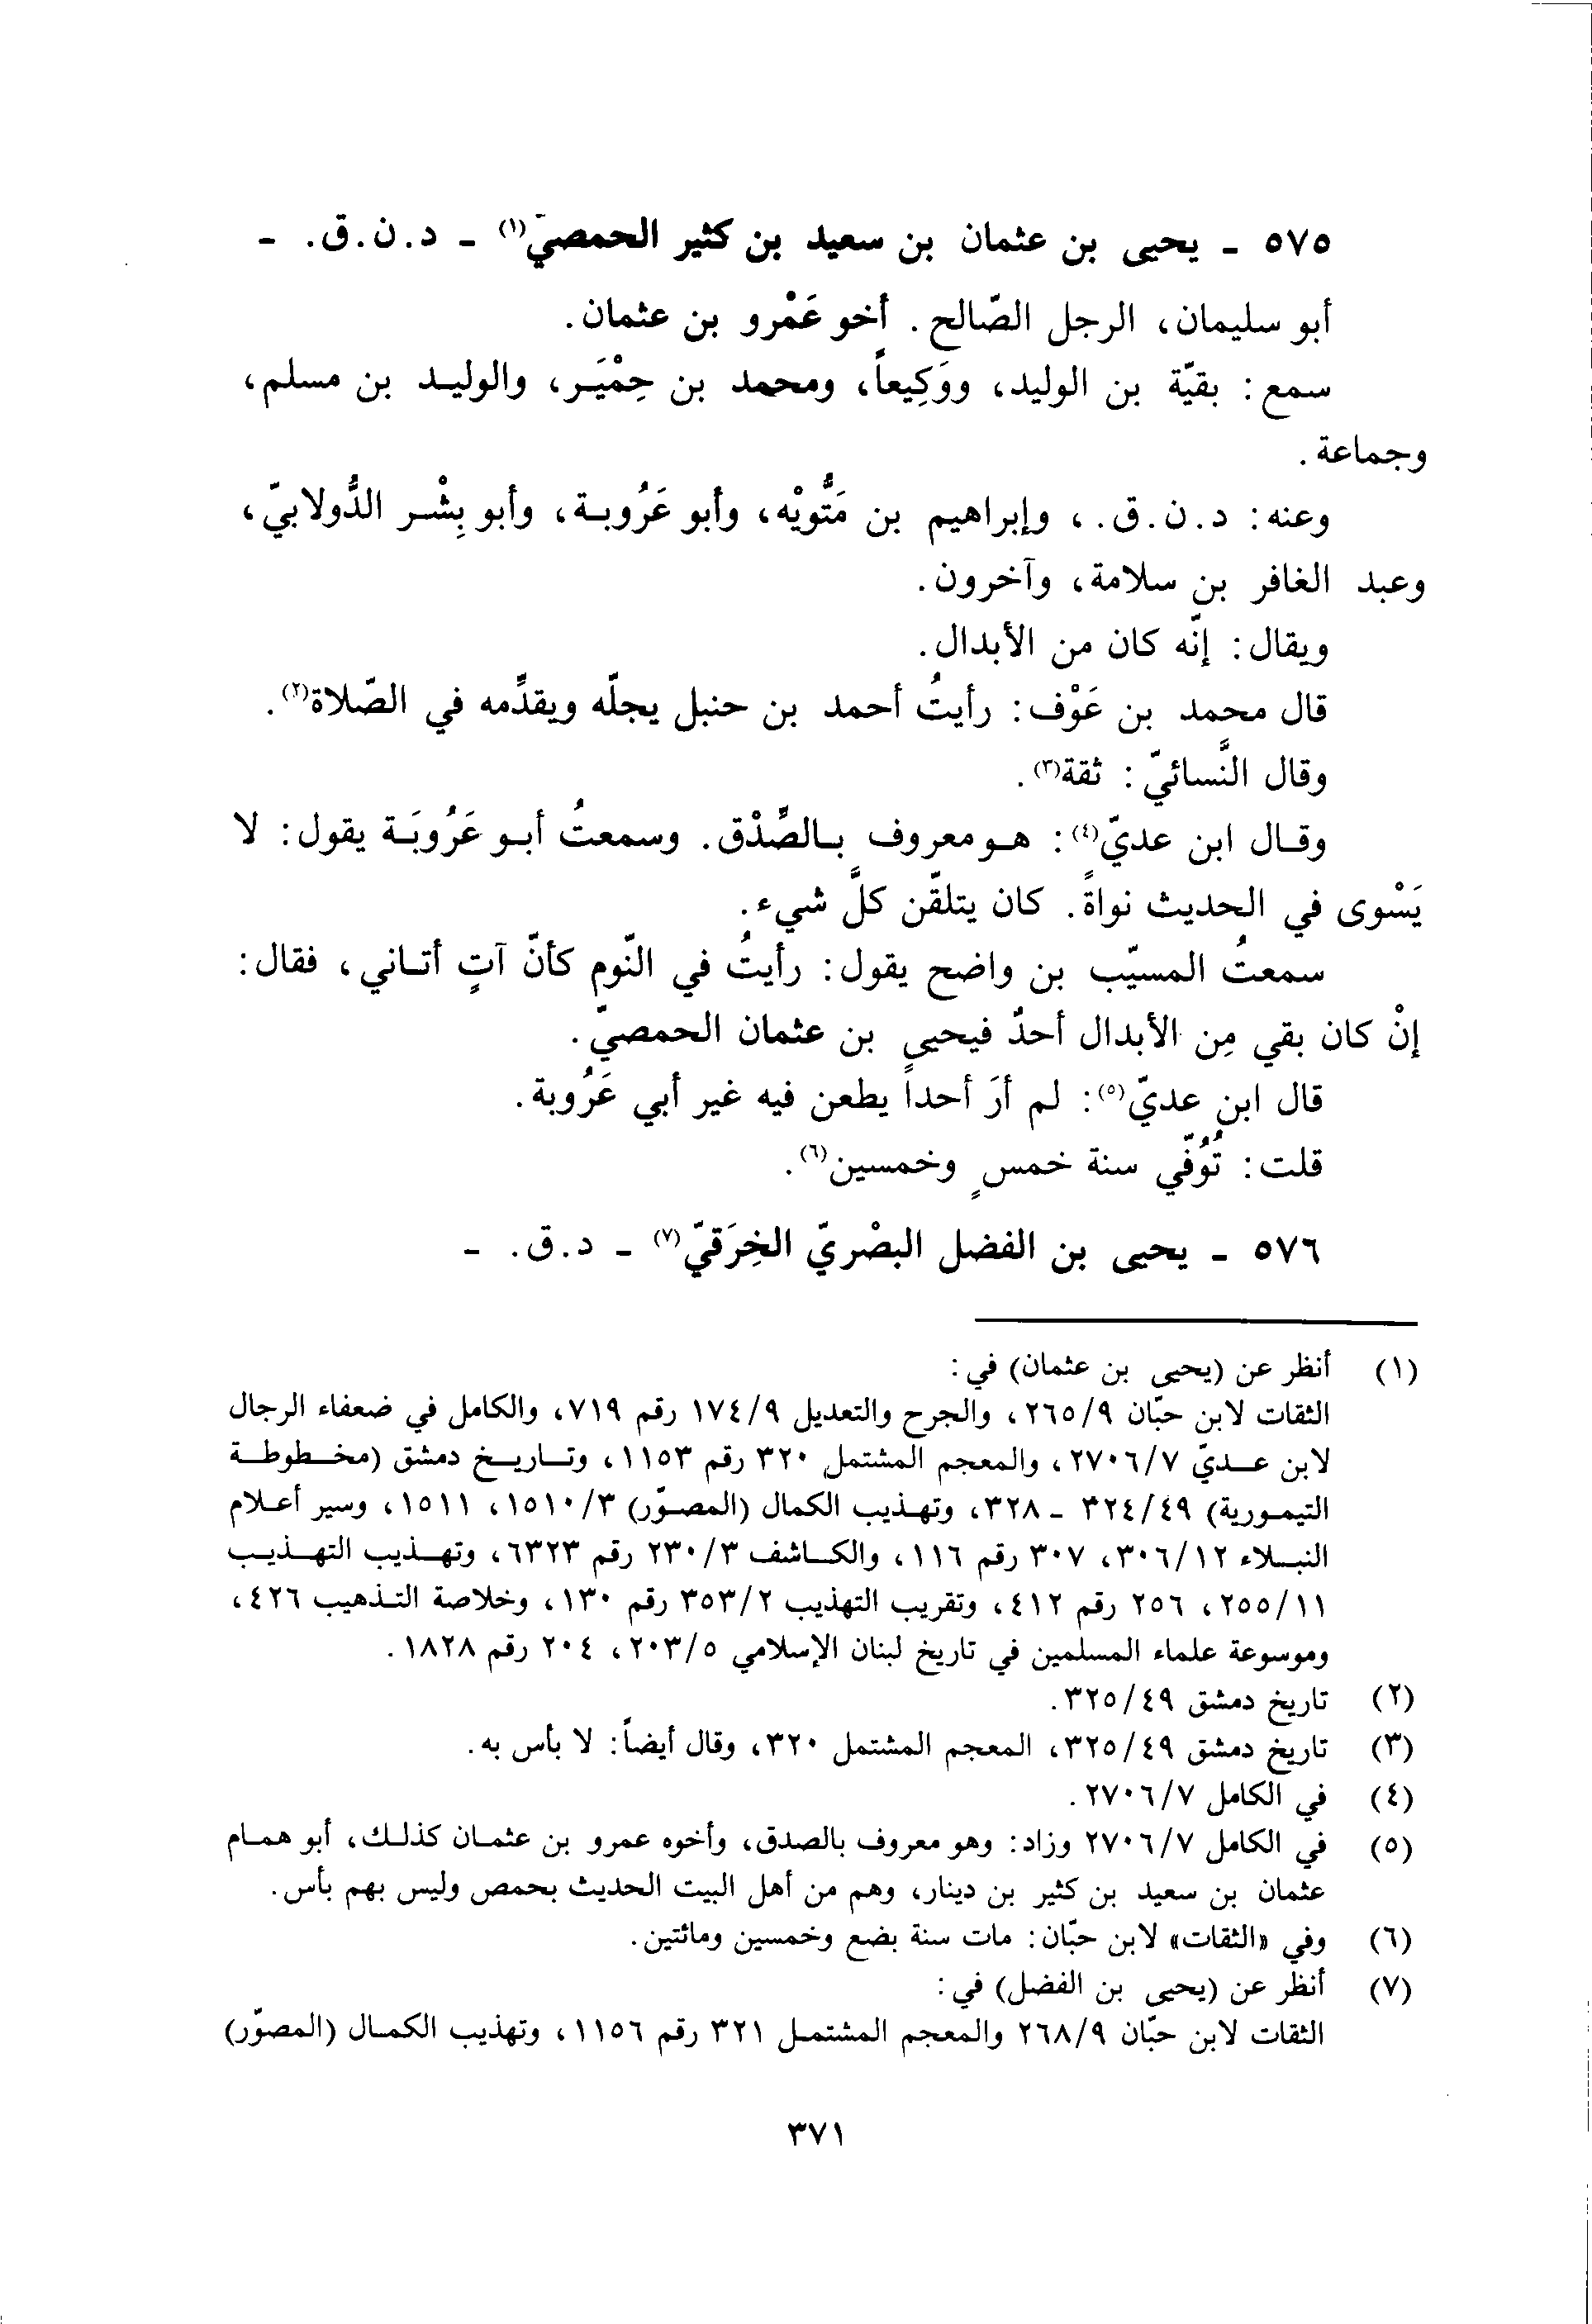 ٥٧٥ - يحيى بن عثمان بن سعيد بن كثير الحمصيّ(١) - د. ن. ق. -
أبو سليمان، الرجل الصّالح. أخو عَمْرو بن عثمان.
سمع: بقيّة بن الوليد، ووَكِيعاً، ومحمد بن حِمْيَر، والوليد بن مسلم،
وجماعة.
وعنه: د. ن. ق.، وإبراهيم بن مَتُّويْه، وأبو عَرُوبة، وأبو بِشْر الدُّولابيّ،
وعبد الغافر بن سلامة، وآخرون.
ويقال: إنّه كان من الأبدال.
قال محمد بن عَوْف: رأيتُ أحمد بن حنبل يجلّه ويقدِّمه في الصّلاة(٢).
وقال النَّسائيّ: ثقة(٣).
وقال ابن عديّ(٤): هو معروف بالصِّدْق. وسمعتُ أبو عَرُوبَة يقول: لا
يَسْوى في الحديث نواةً. كان يتلقّن كلَّ شيء.
سمعتُ المسيّب بن واضح يقول: رأيتُ في النّوم كأنّ آتٍ أتاني، فقال:
إنْ كان بقي مِن الأبدال أحدٌ فيحيى بن عثمان الحمصيّ.
قال ابن عديّ(٥): لم أرَ أحداً يطعن فيه غير أبي عَرُوبة.
قلت: تُوُفّي سنة خمسٍ وخمسين(٦).
٥٧٦ - يحيى بن الفضل البصْريّ الخِرَقيّ(٧) - د. ق. -
(١) أنظر عن (يحيى بن عثمان) في:
الثقات لابن حبّان ٢٦٥/٩، والجرح والتعديل ١٧٤/٩ رقم ٧١٩، والكامل في ضعفاء الرجال
لابن عديّ ٢٧٠٦/٧، والمعجم المشتمل ٣٢٠ رقم ١١٥٣، وتاريخ دمشق (مخطوطة
التيمورية) ٣٢٤/٤٩ - ٣٢٨، وتهذيب الكمال (المصوّر) ١٥١٠/٣، ١٥١١، وسير أعلام
النبلاء ٣٠٦/١٢، ٣٠٧ رقم ١١٦، والكاشف ٢٣٠/٣ رقم ٦٣٢٣، وتهذيب التهذيب
٢٥٥/١١، ٢٥٦ رقم ٤١٢، وتقريب التهذيب ٣٥٣/٢ رقم ١٣٠، وخلاصة التذهيب ٤٢٦،
وموسوعة علماء المسلمين في تاريخ لبنان الإسلامي ٢٠٣/٥، ٢٠٤ رقم ١٨٢٨.
(٢) تاريخ دمشق ٣٢٥/٤٩.
(٣) تاريخ دمشق ٣٢٥/٤٩، المعجم المشتمل ٣٢٠، وقال أيضاً: لا بأس به.
(٤) في الكامل ٢٧٠٦/٧.
(٥) في الكامل ٢٧٠٦/٧ وزاد: وهو معروف بالصدق، وأخوه عمرو بن عثمان كذلك، أبو همام
عثمان بن سعيد بن كثير بن دينار، وهم من أهل البيت الحديث بحمص وليس بهم بأس.
(٦) وفي «الثقات» لابن حبّان: مات سنة بضع وخمسين ومائتين.
(٧) أنظر عن (يحيى بن الفضل) في:
الثقات لابن حبّان ٢٦٨/٩ والمعجم المشتمل ٣٢١ رقم ١١٥٦، وتهذيب الكمال (المصوّر)
٣٧١